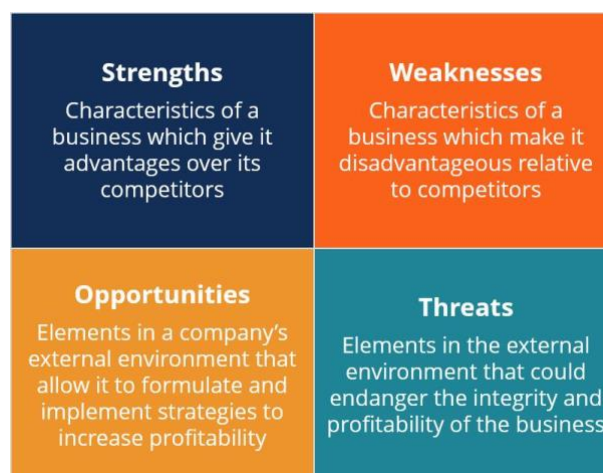 Strengths
Characteristics of a
business which give it
advantages over its
competitors
Weaknesses
Characteristics of a
business which make it
disadvantageous relative
to competitors
Opportunities
Elements in a company's
external environment that
allow it to formulate and
implement strategies to
increase profitability
Threats
Elements in the external
environment that could
endanger the integrity and
profitability of the business